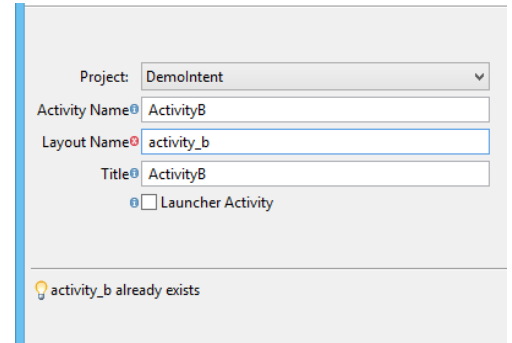 Project: DemoIntent
Activity Name ActivityB
Layout Name activity_b
Title ActivityB
Launcher Activity
activity_b already exists